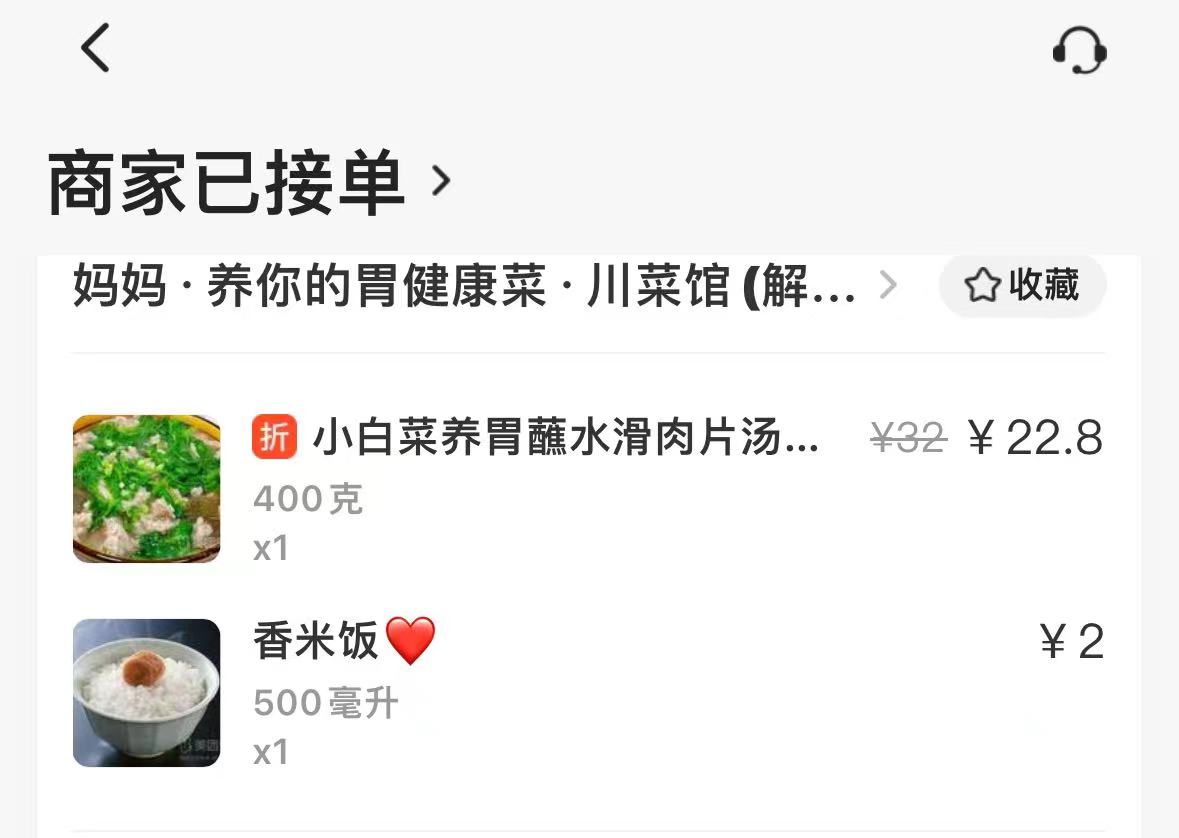 商家已接单
妈妈 · 养你的胃健康菜 · 川菜馆 (解... 收藏
折 小白菜养胃蘸水滑肉片汤... ¥32 ¥22.8
400克
x1
香米饭❤️ ¥2
500毫升
x1
美团